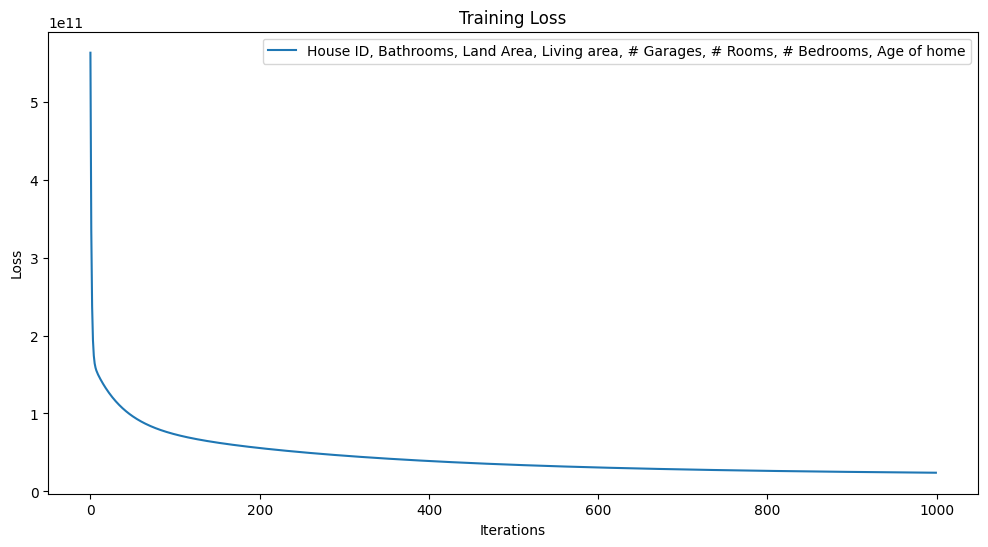 Training Loss
1e11
House ID, Bathrooms, Land Area, Living area, # Garages, # Rooms, # Bedrooms, Age of home
5
4
3
2
1
0
Loss
0 200 400 600 800 1000
Iterations